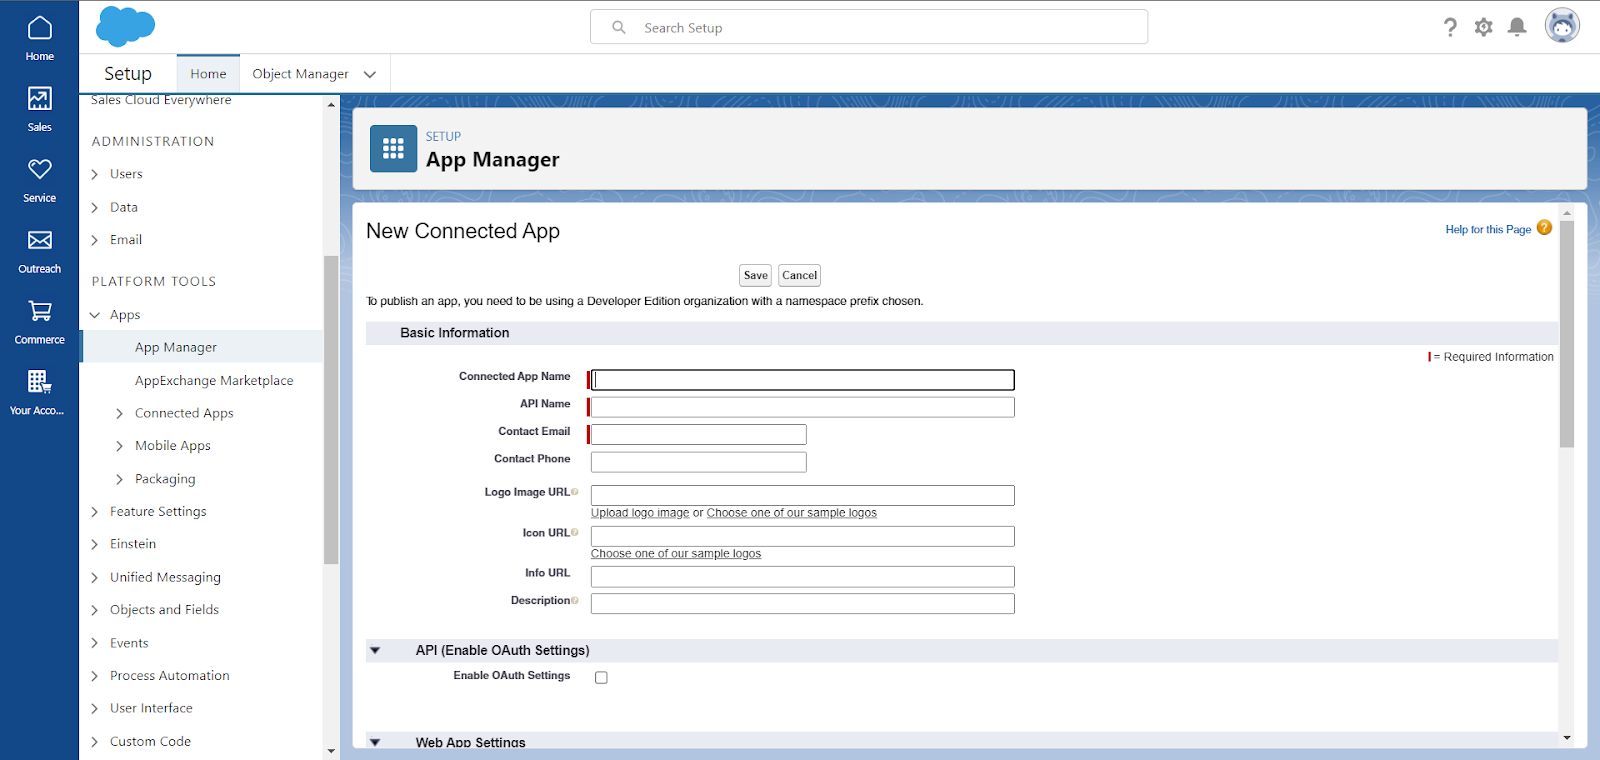 Home
Sales
Service
Outreach
Commerce
Your Acco...
Search Setup
Setup
Home
Object Manager
Sales Cloud Everywhere
ADMINISTRATION
Users
Data
Email
PLATFORM TOOLS
Apps
App Manager
AppExchange Marketplace
Connected Apps
Mobile Apps
Packaging
Feature Settings
Einstein
Unified Messaging
Objects and Fields
Events
Process Automation
User Interface
Custom Code
SETUP
App Manager
New Connected App
Help for this Page ?
Save Cancel
To publish an app, you need to be using a Developer Edition organization with a namespace prefix chosen.
Basic Information
= Required Information
Connected App Name
API Name
Contact Email
Contact Phone
Logo Image URL
Upload logo image or Choose one of our sample logos
Icon URL
Choose one of our sample logos
Info URL
Description
API (Enable OAuth Settings)
Enable OAuth Settings
Web App Settings